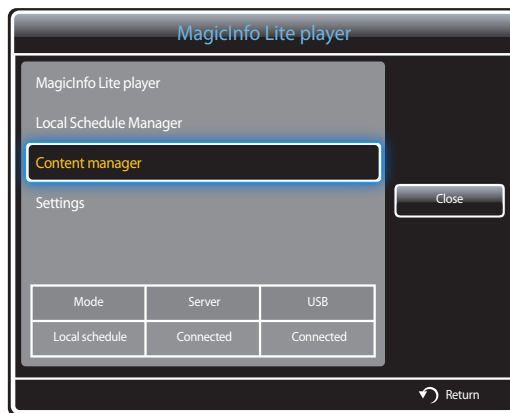 MagicInfo Lite player
MagicInfo Lite player
Local Schedule Manager
Content manager
Settings
Close
Mode Server USB
Local schedule Connected Connected
Return